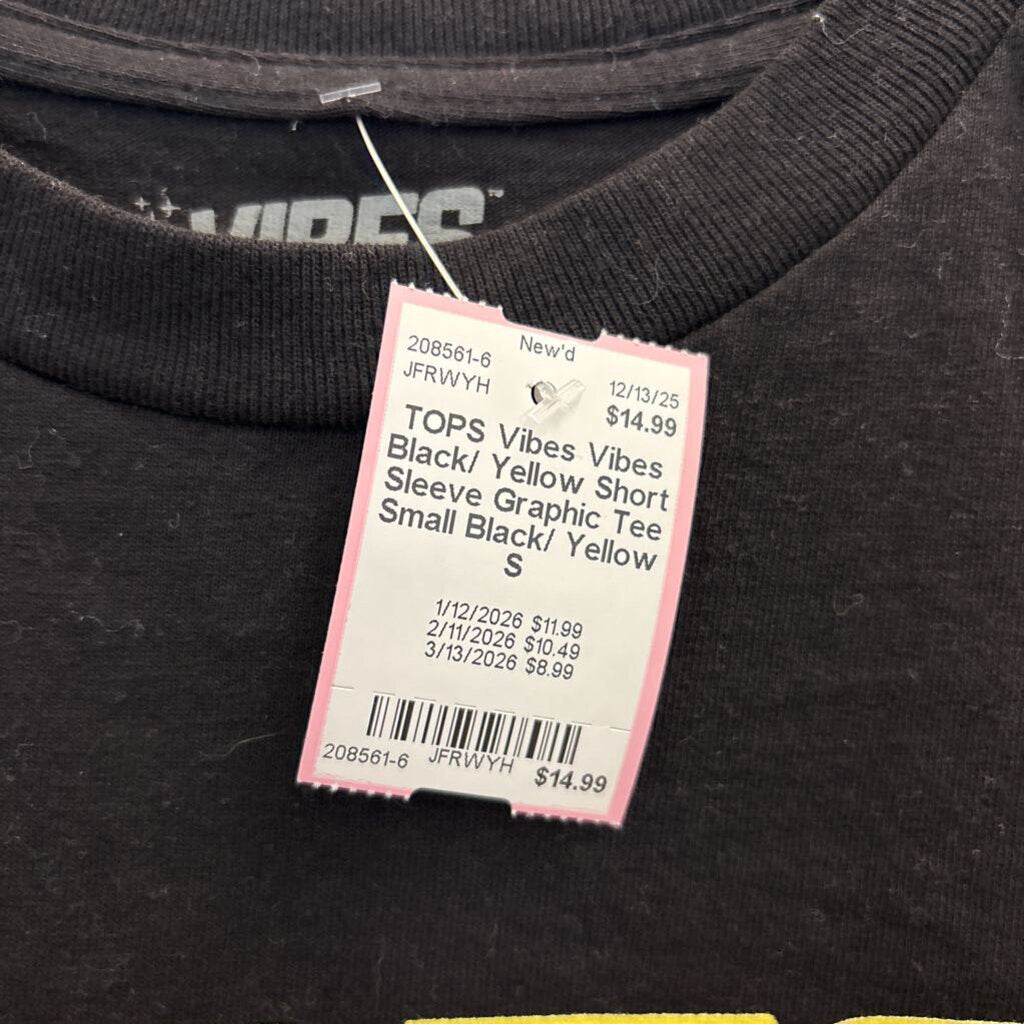 VIBES™
New'd
208561-6
JFRWYH
12/13/25
$14.99
TOPS Vibes Vibes
Black/ Yellow Short
Sleeve Graphic Tee
Small Black/ Yellow
S
1/12/2026 $11.99
2/11/2026 $10.49
3/13/2026 $8.99
208561-6 JFRWYH $14.99